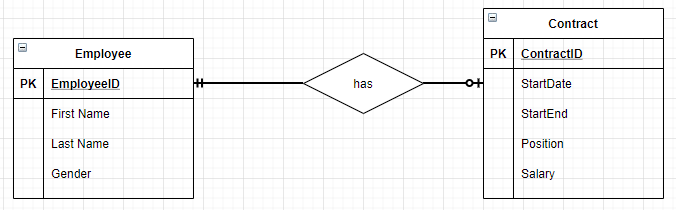 Employee
PK EmployeeID
First Name
Last Name
Gender
has
Contract
PK ContractID
StartDate
StartEnd
Position
Salary